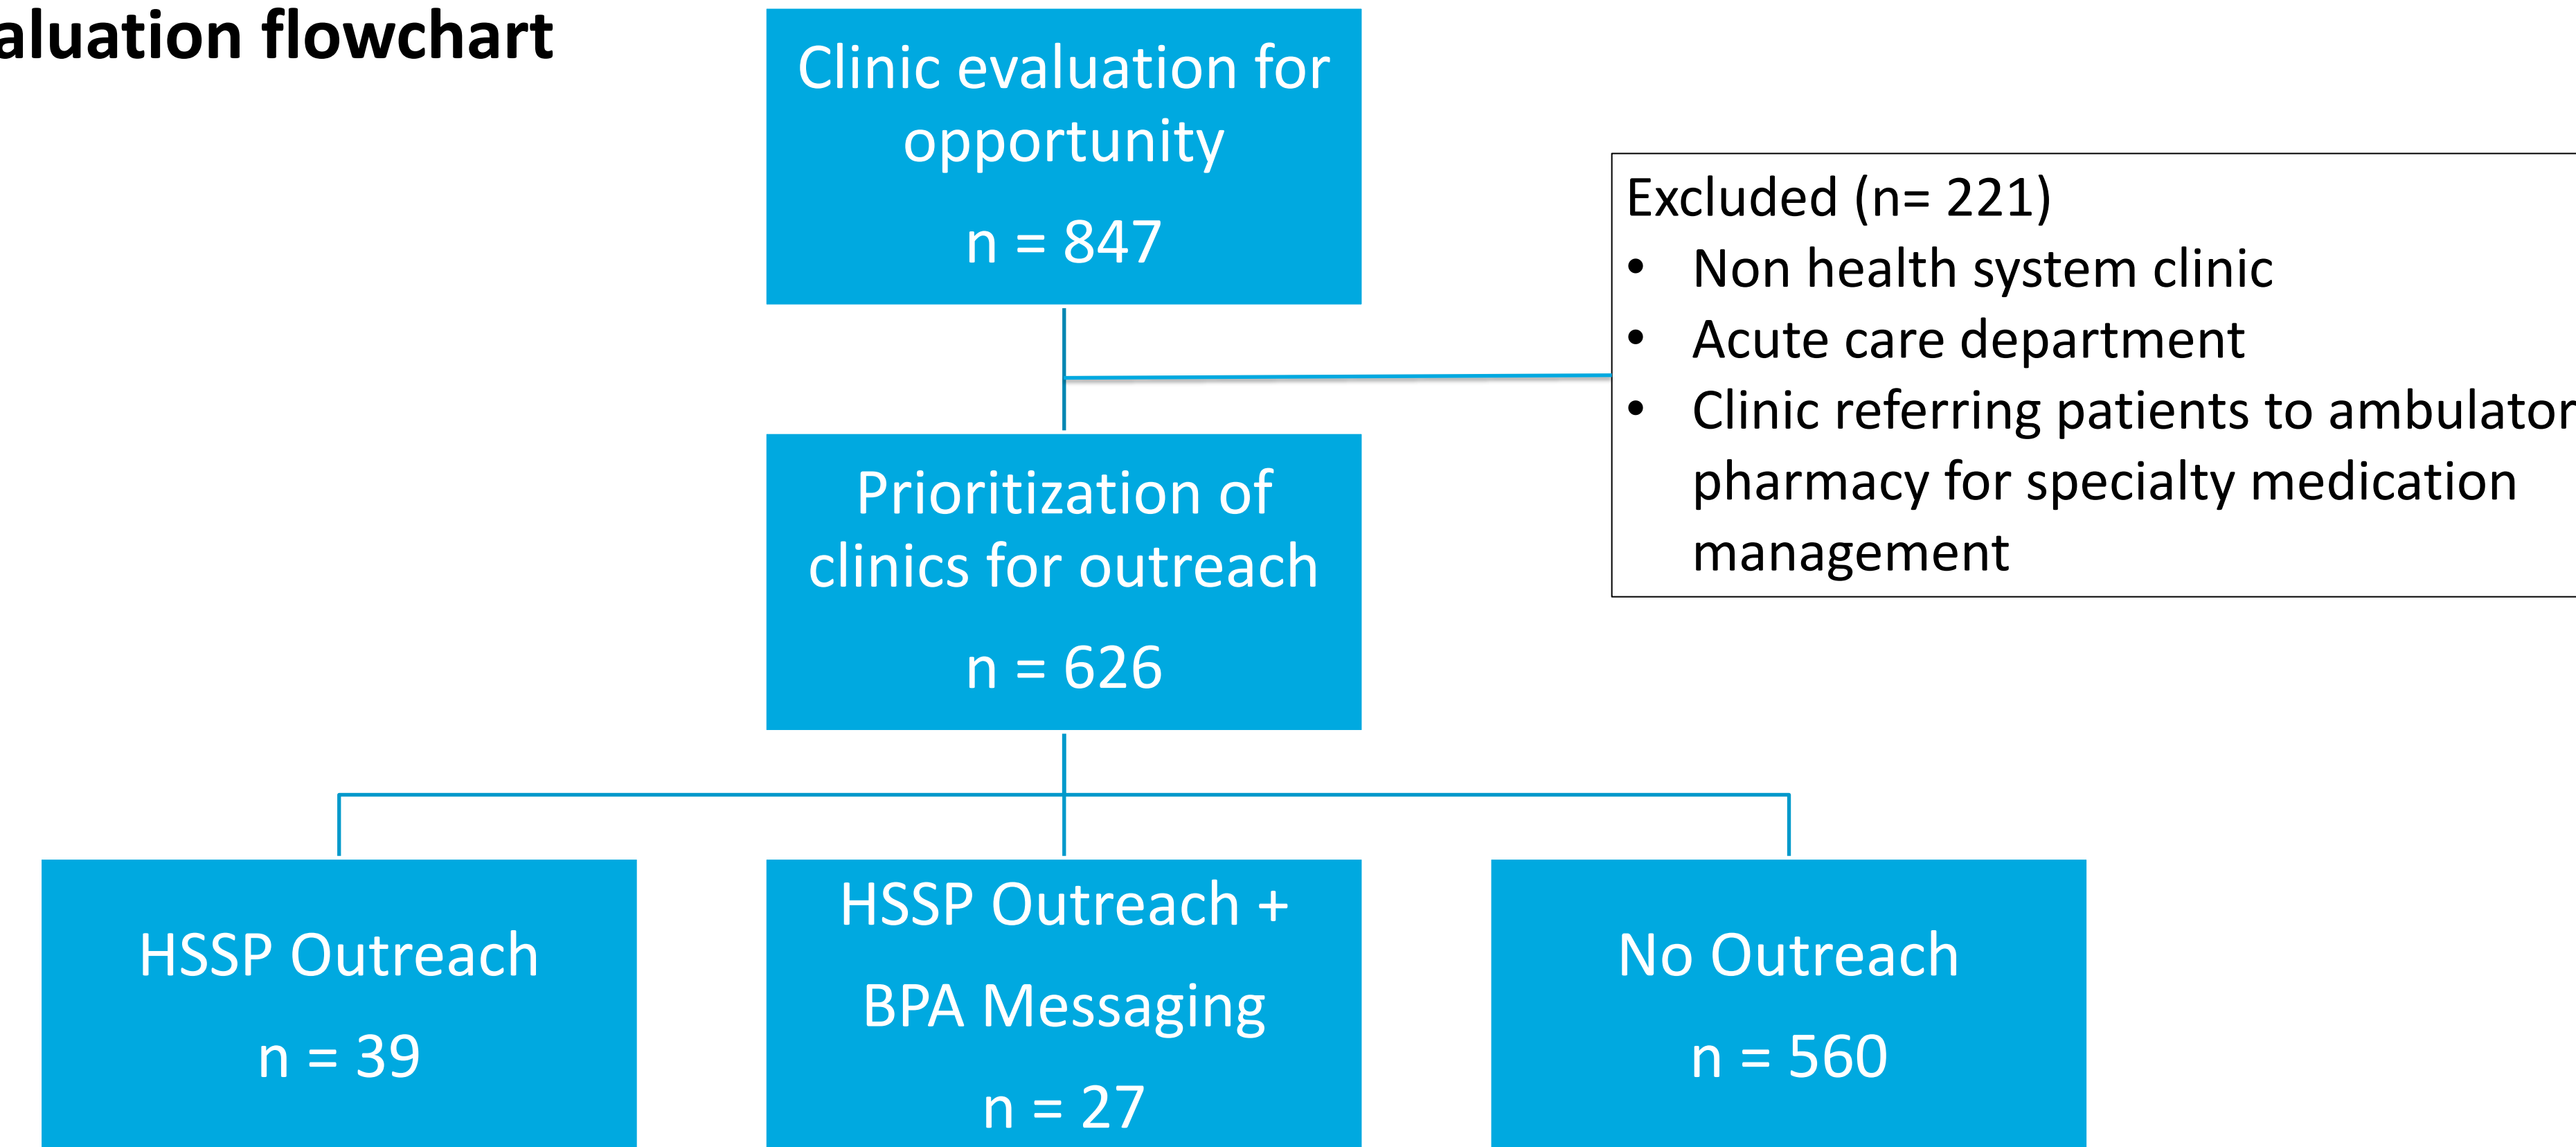 aluation flowchart
Clinic evaluation for
opportunity
n = 847
Excluded (n= 221)
• Non health system clinic
• Acute care department
• Clinic referring patients to ambulator
pharmacy for specialty medication
management
Prioritization of
clinics for outreach
n = 626
HSSP Outreach
n = 39
HSSP Outreach +
BPA Messaging
n = 27
No Outreach
n = 560